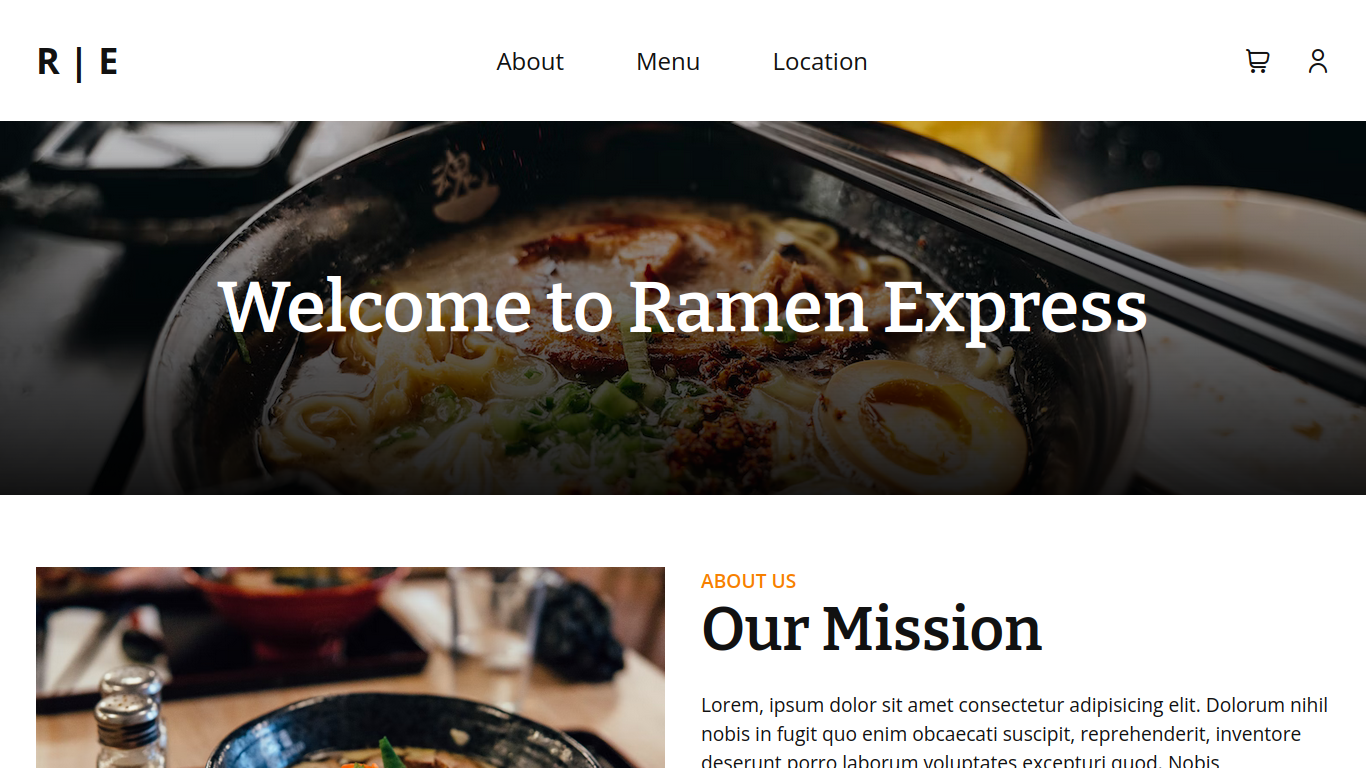 R | E
About
Menu
Location
魂
Welcome to Ramen Express
ABOUT US
Our Mission
Lorem, ipsum dolor sit amet consectetur adipisicing elit. Dolorum nihil
nobis in fugit quo enim obcaecati suscipit, reprehenderit, inventore
deserunt porro laborum voluptates excepturi quod. Nobis